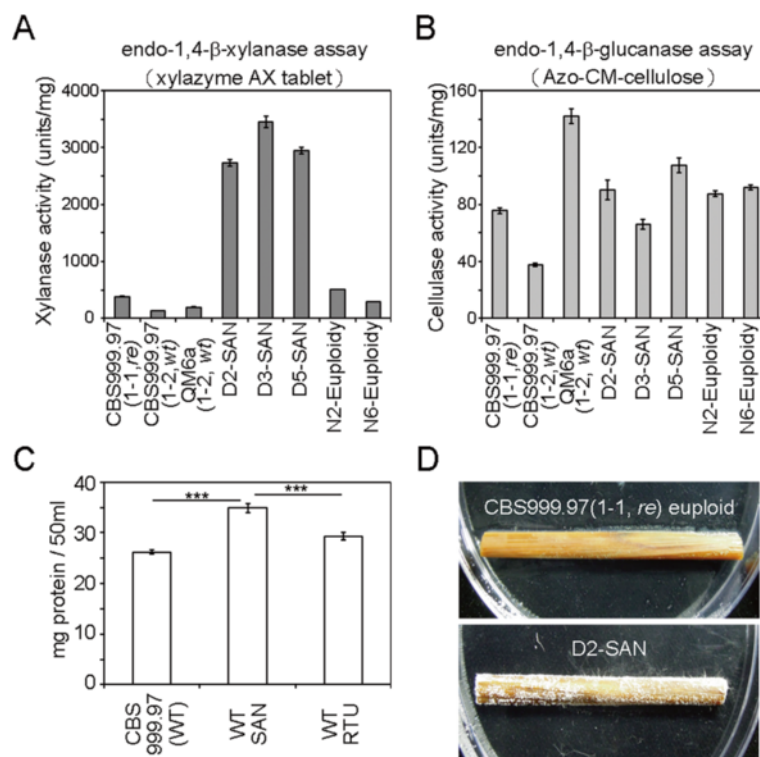 A
endo-1,4-β-xylanase assay
(xylazyme AX tablet)
Xylanase activity (units/mg)
4000
3000
2000
1000
0
CBS999.97
(1-1, re)
CBS999.97
(1-2, wt)
QM6a
(1-2, wt)
D2-SAN
D3-SAN
D5-SAN
N2-Euploidy
N6-Euploidy
B
endo-1,4-β-glucanase assay
(Azo-CM-cellulose)
Cellulase activity (units/mg)
160
120
80
40
0
CBS999.97
(1-1, re)
CBS999.97
(1-2, wt)
QM6a
(1-2, wt)
D2-SAN
D3-SAN
D5-SAN
N2-Euploidy
N6-Euploidy
C
mg protein / 50ml
40
30
20
10
0
***
***
CBS
999.97
(WT)
WT
SAN
WT
RTU
D
CBS999.97(1-1, re) euploid
D2-SAN